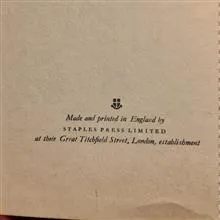 Made and printed in England by
STAPLES PRESS LIMITED
at their Great Titchfield Street, London, establishment